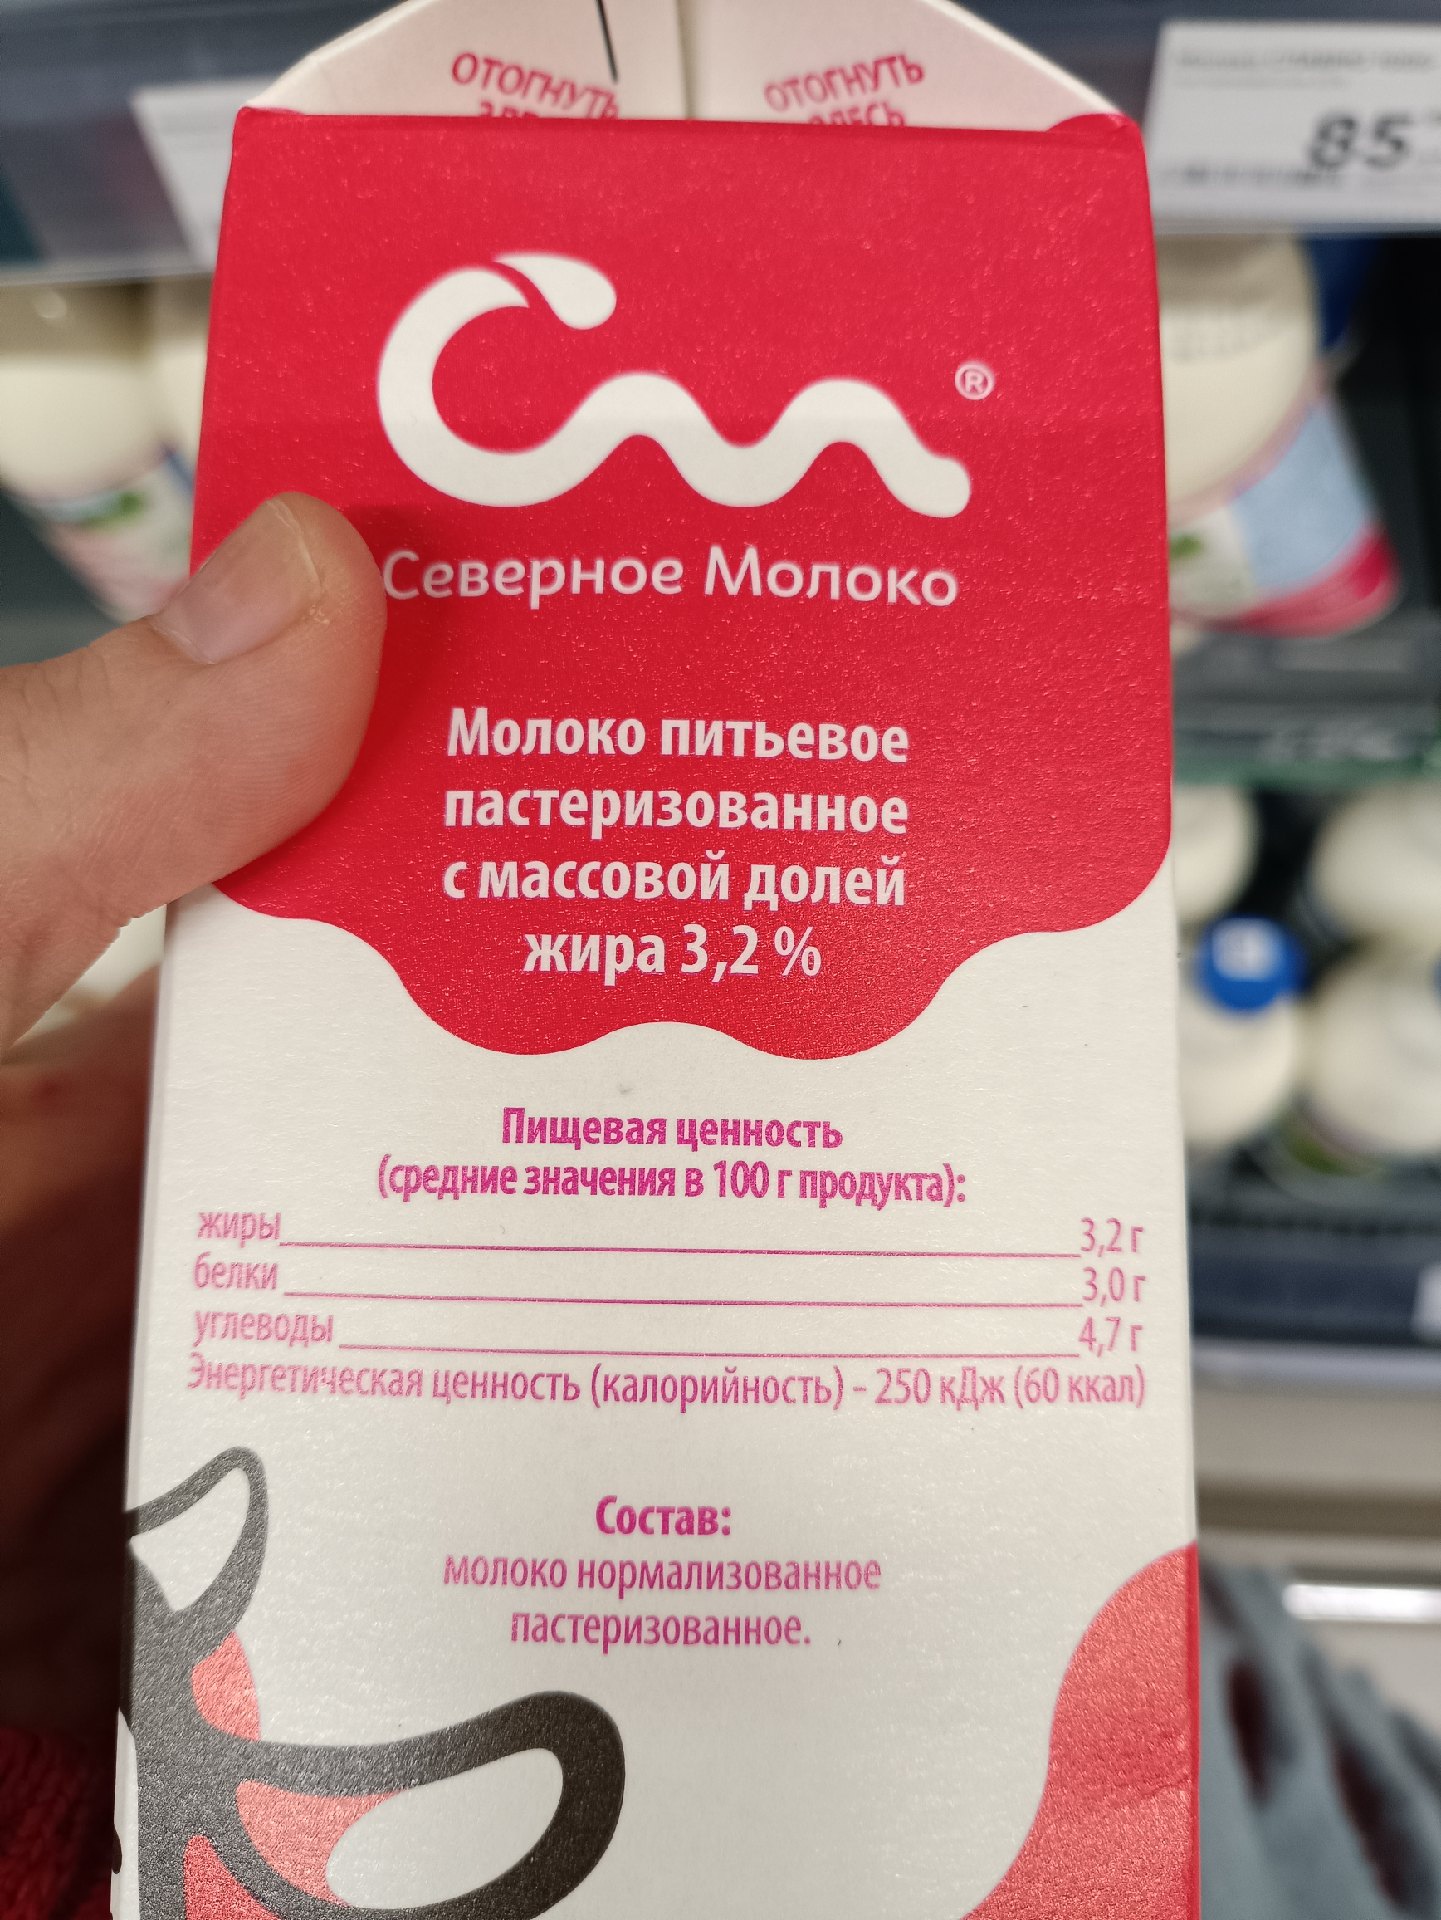 ОТОГНУТЬ
ОТОГНУТЬ
85
См®
Северное Молоко
Молоко питьевое
пастеризованное
с массовой долей
жира 3,2 %
Пищевая ценность
(средние значения в 100 г продукта):
жиры 3,2 г
белки 3,0 г
углеводы 4,7 г
Энергетическая ценность (калорийность) - 250 кДж (60 ккал)
Состав:
молоко нормализованное
пастеризованное.